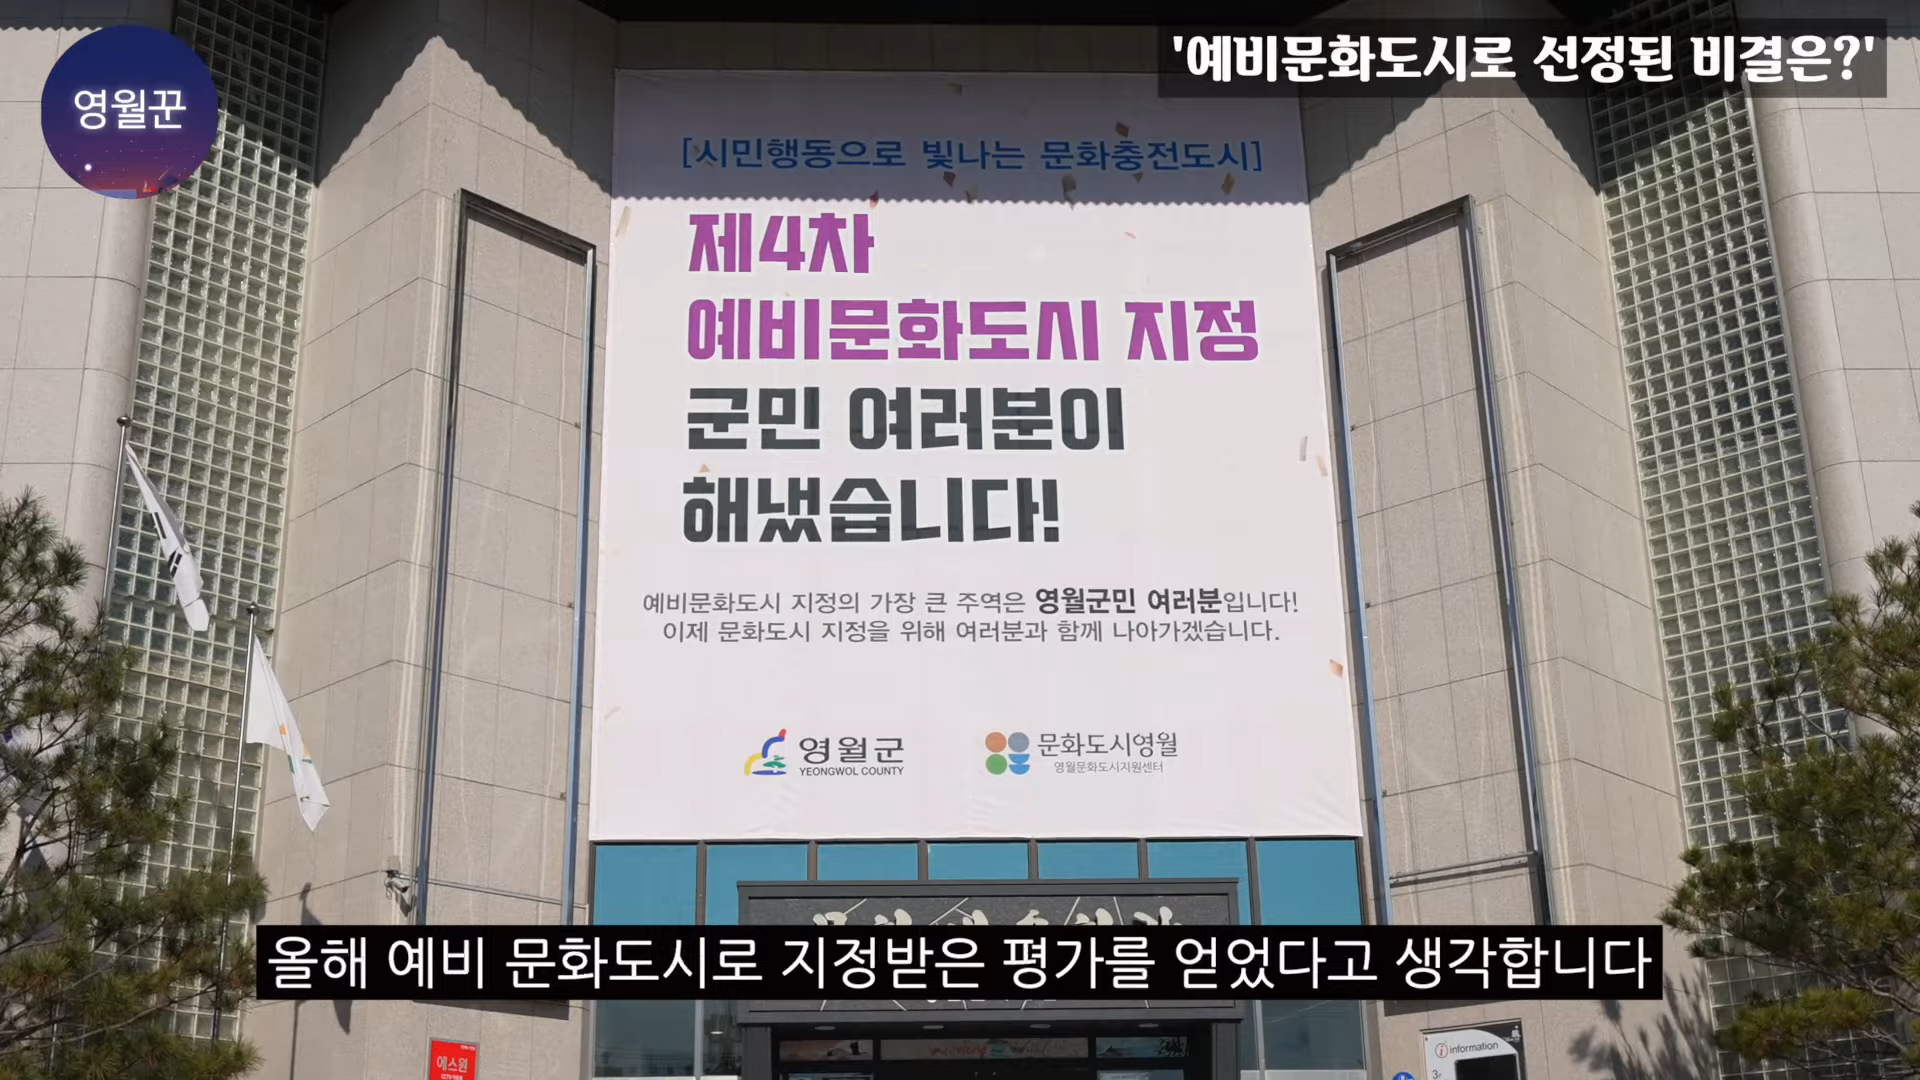 '예비문화도시로 선정된 비결은?'
영월꾼
[시민행동으로 빛나는 문화충전도시]
제4차
예비문화도시 지정
군민 여러분이
해냈습니다!
예비문화도시 지정의 가장 큰 주역은 영월군민 여러분입니다!
이제 문화도시 지정을 위해 여러분과 함께 나아가겠습니다.
영월군
YEONGWOL COUNTY
문화도시영월
영월문화도시지원센터
올해 예비 문화도시로 지정받은 평가를 얻었다고 생각합니다
에스원
information